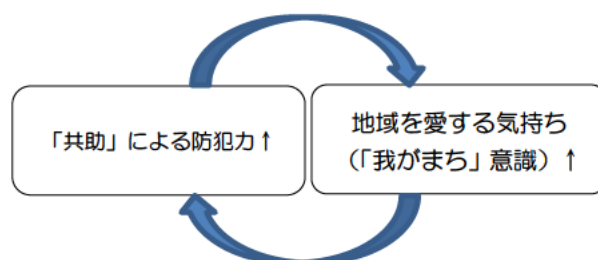 「共助」による防犯力↑
地域を愛する気持ち
（「我がまち」意識）↑